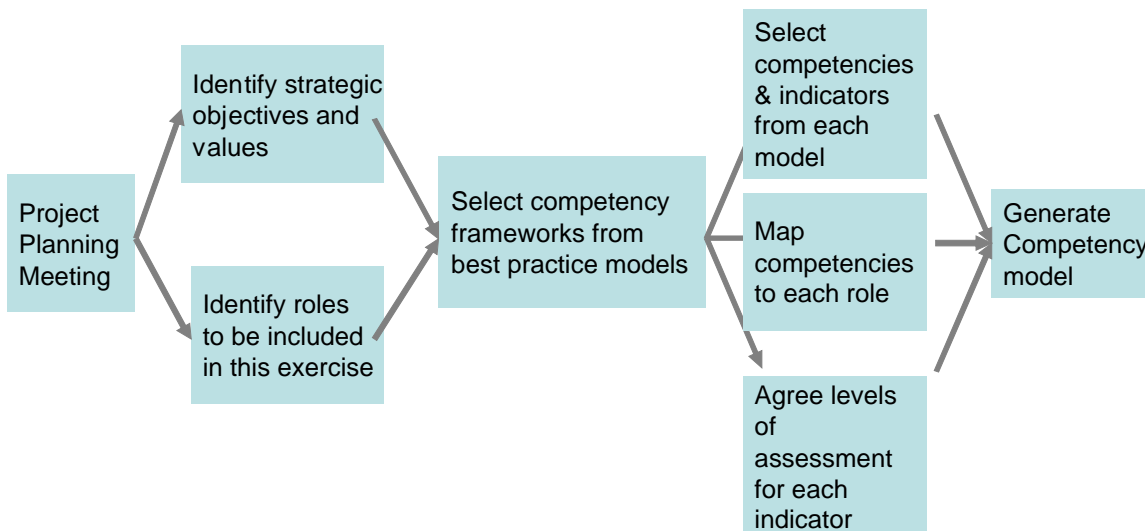 Project
Planning
Meeting
Identify strategic
objectives and
values
Identify roles
to be included
in this exercise
Select competency
frameworks from
best practice models
Select
competencies
& indicators
from each
model
Map
competencies
to each role
Agree levels
of
assessment
for each
indicator
Generate
Competency
model